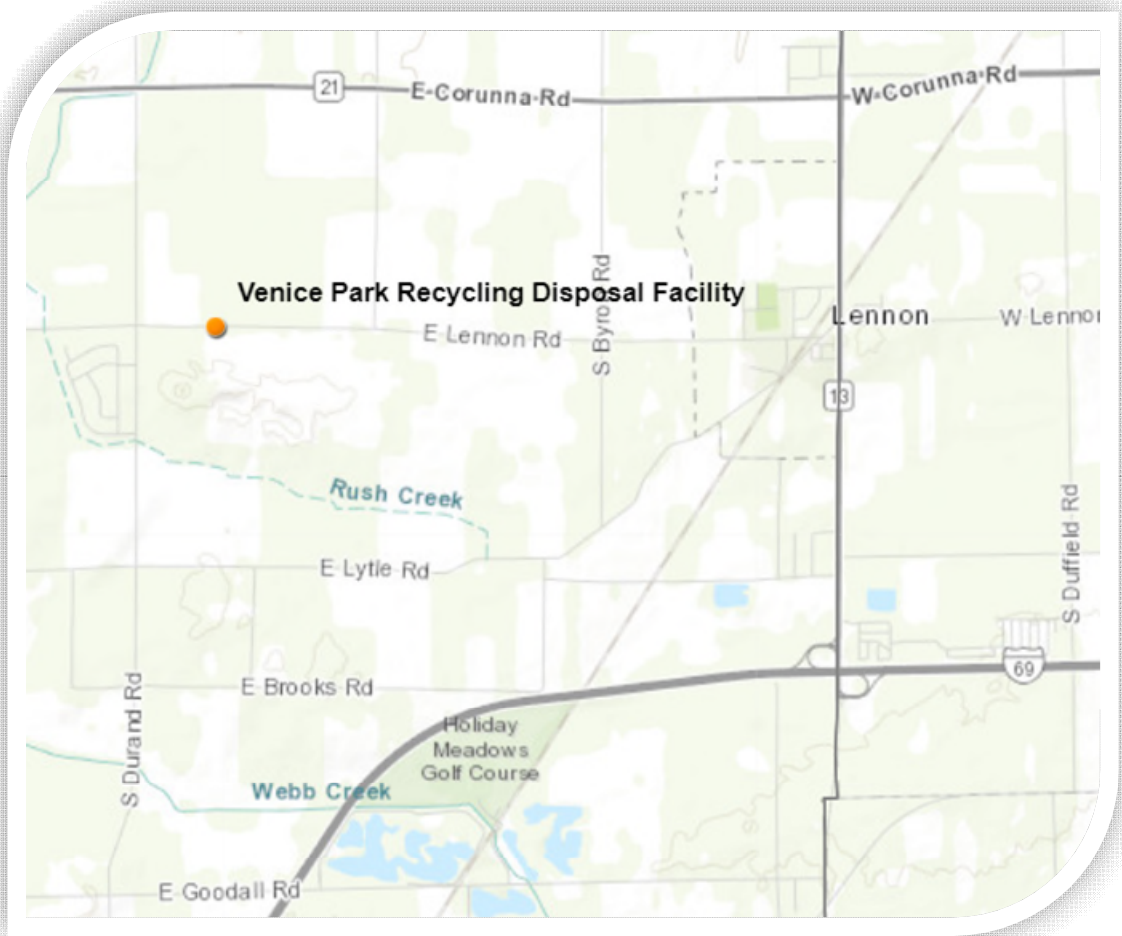 21
E Corunna Rd
W Corunna Rd
Venice Park Recycling Disposal Facility
S Byron Rd
E Lennon Rd
Lennon
W Lennon
13
Rush Creek
S Duffield Rd
E Lytle Rd
69
E Brooks Rd
S Durand Rd
Holiday
Meadows
Golf Course
Webb Creek
E Goodall Rd